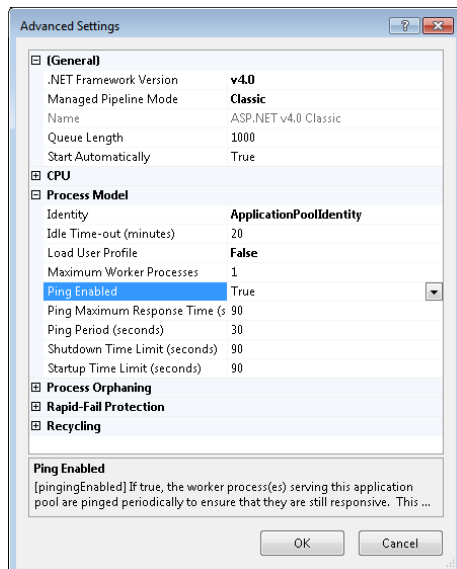 Advanced Settings
(General)
.NET Framework Version v4.0
Managed Pipeline Mode Classic
Name ASP.NET v4.0 Classic
Queue Length 1000
Start Automatically True
CPU
Process Model
Identity ApplicationPoolIdentity
Idle Time-out (minutes) 20
Load User Profile False
Maximum Worker Processes 1
Ping Enabled True
Ping Maximum Response Time (s 90
Ping Period (seconds) 30
Shutdown Time Limit (seconds) 90
Startup Time Limit (seconds) 90
Process Orphaning
Rapid-Fail Protection
Recycling
Ping Enabled
[pingingEnabled] If true, the worker process(es) serving this application
pool are pinged periodically to ensure that they are still responsive. This ...
OK Cancel